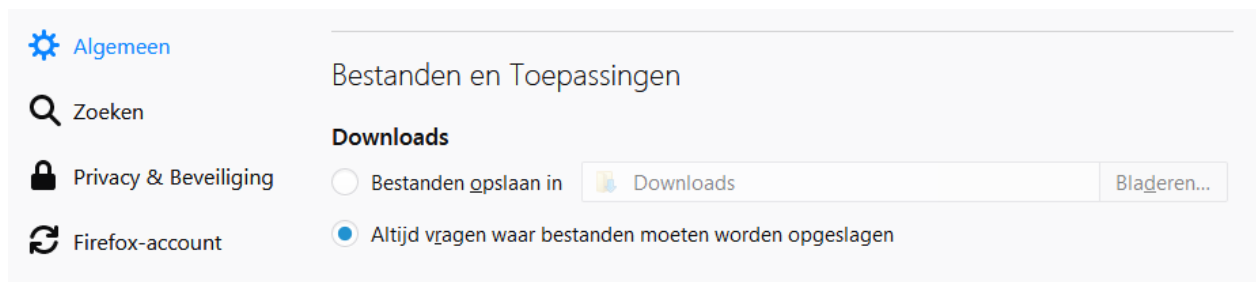 Algemeen
Zoeken
Privacy & Beveiliging
Firefox-account
Bestanden en Toepassingen
Downloads
Bestanden opslaan in Downloads Bladeren...
Altijd vragen waar bestanden moeten worden opgeslagen